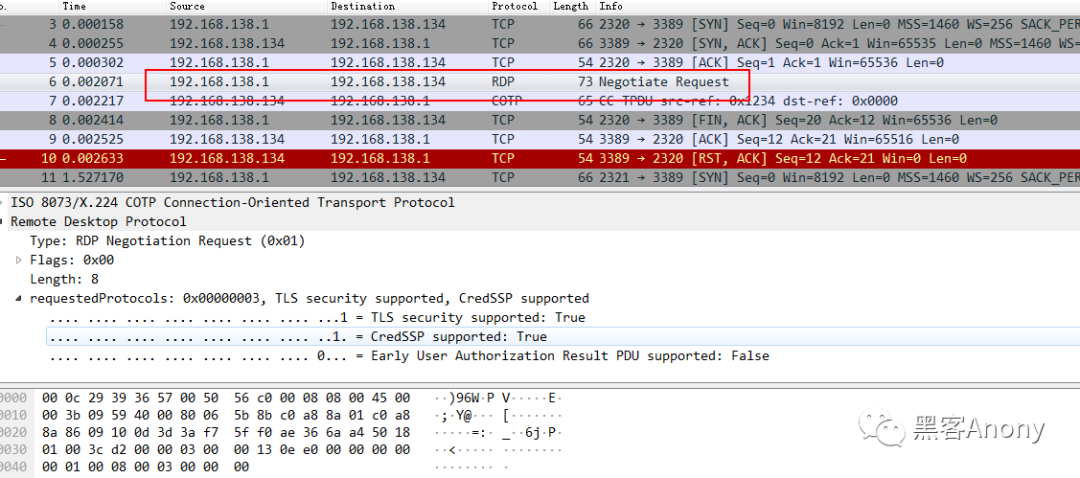 o. Time Source Destination Protocol Length Info
3 0.000158 192.168.138.1 192.168.138.134 TCP 66 2320 → 3389 [SYN] Seq=0 Win=8192 Len=0 MSS=1460 WS=256 SACK_PER
4 0.000255 192.168.138.134 192.168.138.1 TCP 66 3389 → 2320 [SYN, ACK] Seq=0 Ack=1 Win=65535 Len=0 MSS=1460 WS=
5 0.000302 192.168.138.1 192.168.138.134 TCP 54 2320 → 3389 [ACK] Seq=1 Ack=1 Win=65536 Len=0
6 0.002071 192.168.138.1 192.168.138.134 RDP 73 Negotiate Request
7 0.002217 192.168.138.134 192.168.138.1 COTP 65 CC TPDU src-ref: 0x1234 dst-ref: 0x0000
8 0.002414 192.168.138.1 192.168.138.134 TCP 54 2320 → 3389 [FIN, ACK] Seq=20 Ack=12 Win=65536 Len=0
9 0.002525 192.168.138.134 192.168.138.1 TCP 54 3389 → 2320 [ACK] Seq=12 Ack=21 Win=65516 Len=0
10 0.002633 192.168.138.134 192.168.138.1 TCP 54 3389 → 2320 [RST, ACK] Seq=12 Ack=21 Win=0 Len=0
11 1.527170 192.168.138.1 192.168.138.134 TCP 66 2321 → 3389 [SYN] Seq=0 Win=8192 Len=0 MSS=1460 WS=256 SACK_PER
ISO 8073/X.224 COTP Connection-Oriented Transport Protocol
Remote Desktop Protocol
Type: RDP Negotiation Request (0x01)
Flags: 0x00
Length: 8
requestedProtocols: 0x00000003, TLS security supported, CredSSP supported
.... .... .... .... .... .... .... ...1 = TLS security supported: True
.... .... .... .... .... .... .... ..1. = CredSSP supported: True
.... .... .... .... .... .... .... 0... = Early User Authorization Result PDU supported: False
0000 00 0c 29 39 36 57 00 50 56 c0 00 08 08 00 45 00 ··)96W·P V·····E·
0010 00 3b 09 59 40 00 80 06 5b 8b c0 a8 8a 01 c0 a8 ·;·Y@··· [·······
0020 8a 86 09 10 0d 3d 3a f7 5f f0 ae 36 6a a4 50 18 ·····=:· _··6j·P·
0030 01 00 3c d2 00 00 03 00 00 13 0e e0 00 00 00 00 ··<····· ········
0040 00 01 00 08 00 03 00 00 00 ········ ·
黑客Anony